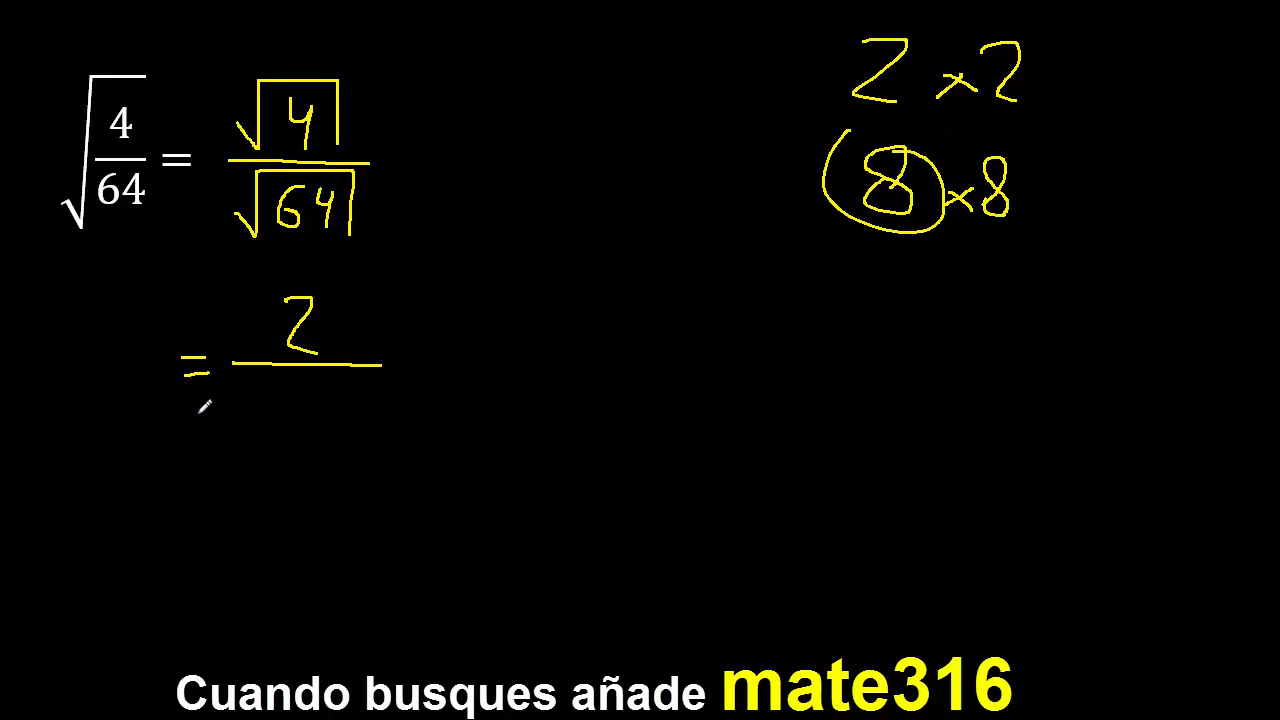 √(4/64) = √4/√64
= 2
2 × 2
8 × 8
Cuando busques añade mate316